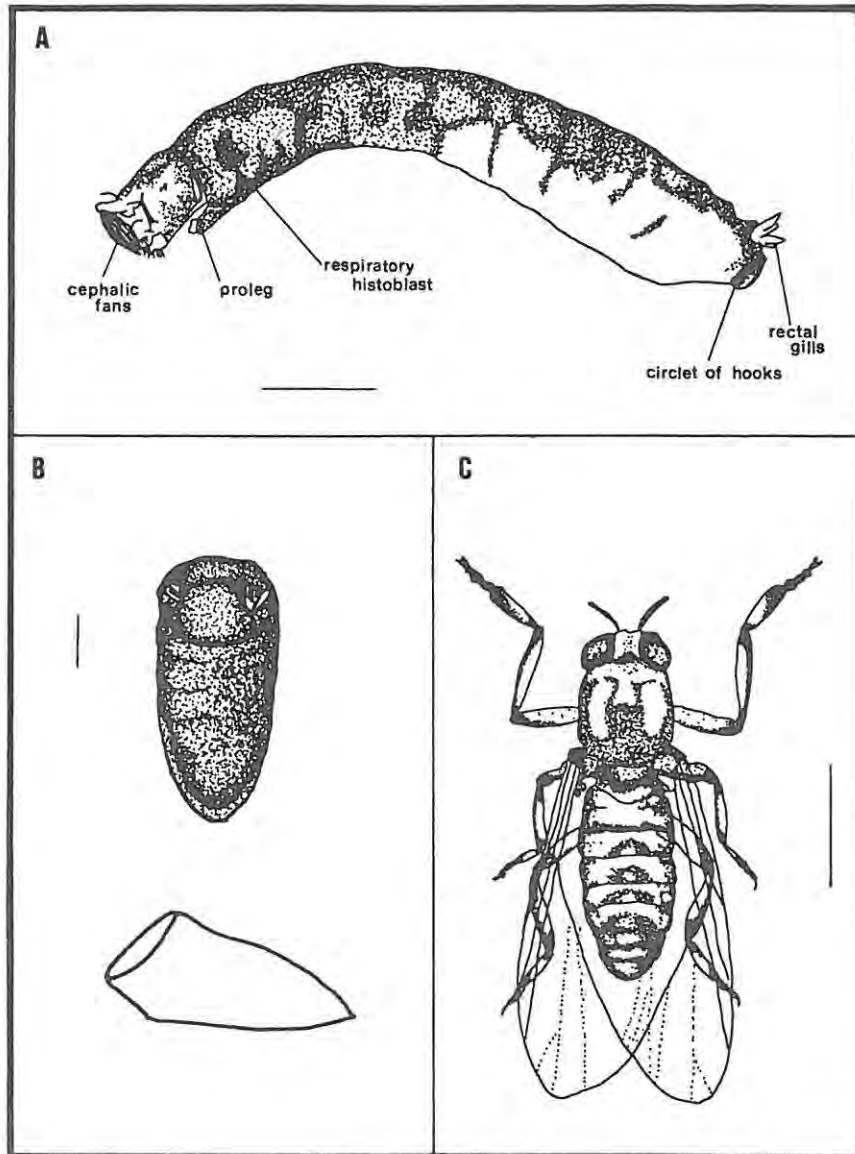 A
cephalic
fans
proleg
respiratory
histoblast
circlet of hooks
rectal
gills
B
C